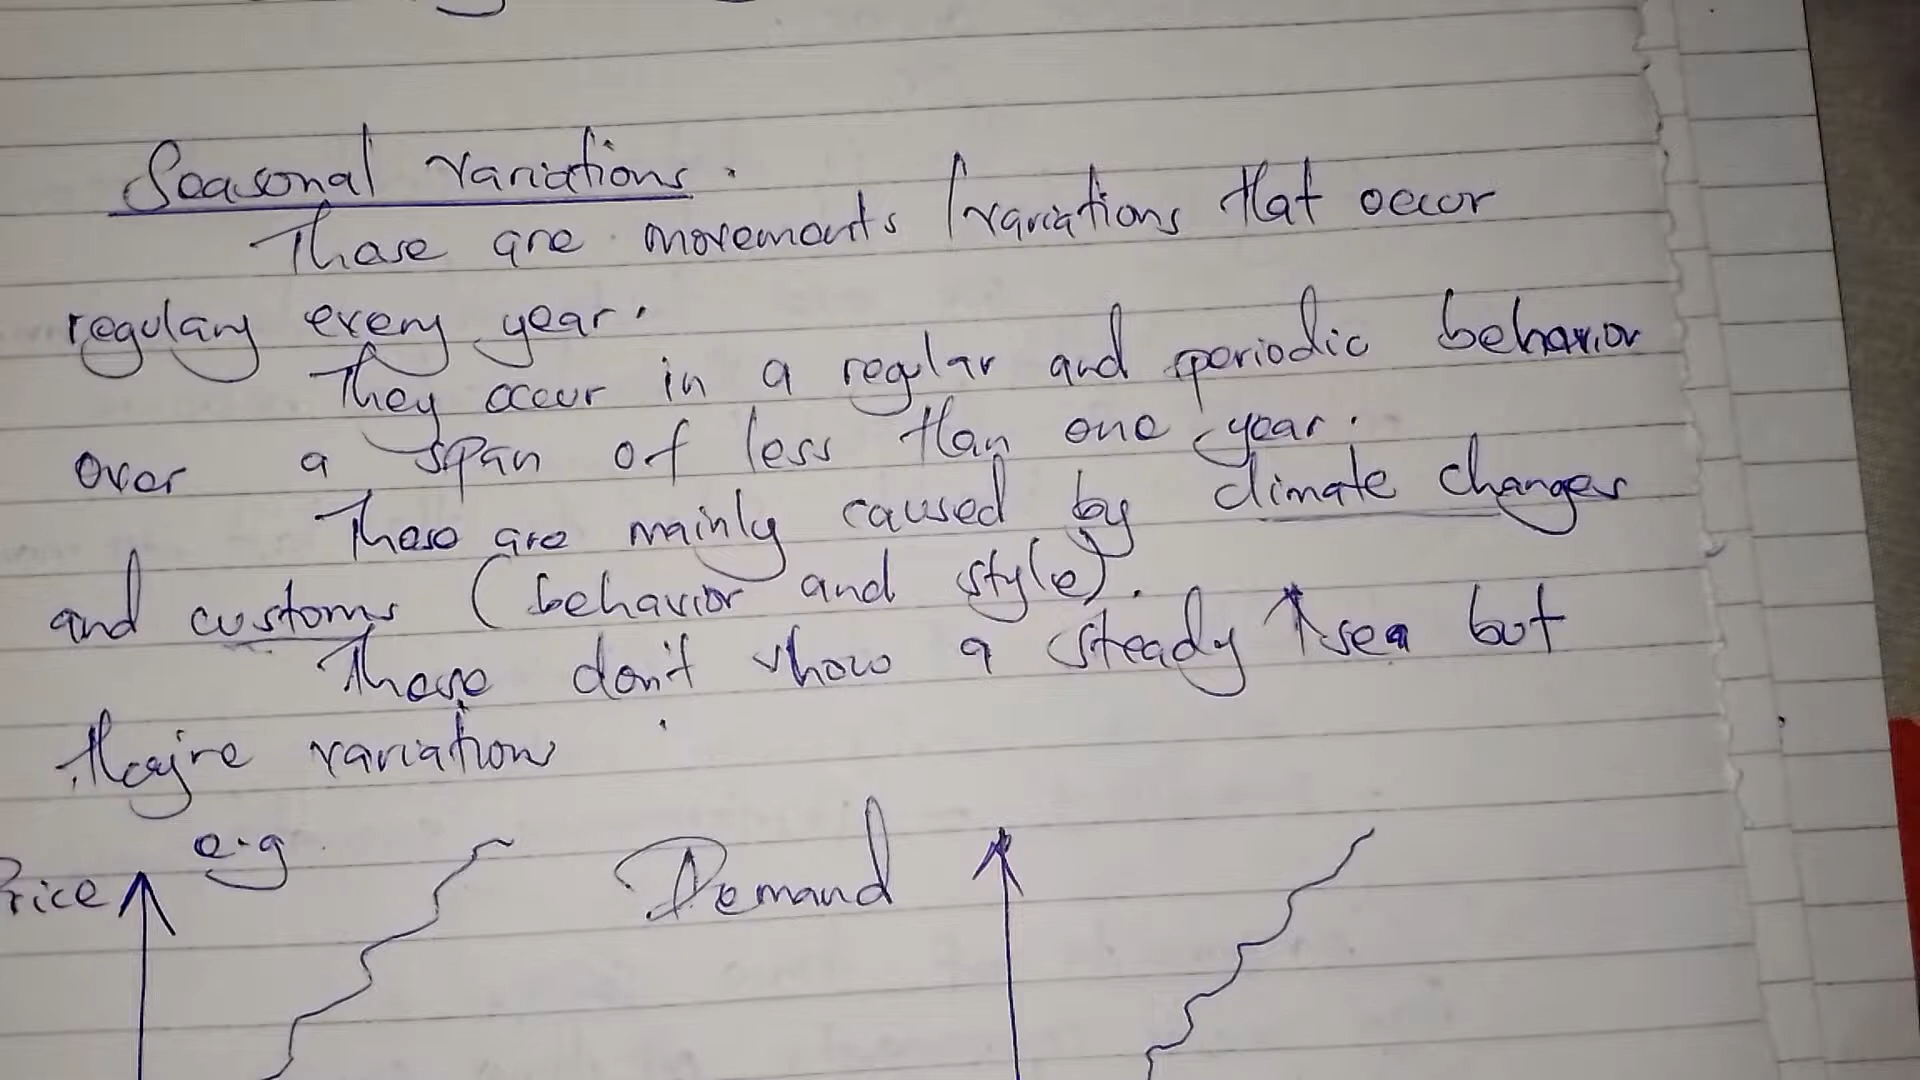 Seasonal variations.
These are movements / variations that occur
regulary every year.
They occur in a regular and periodic behavior
over a span of less than one year.
These are mainly caused by climate changes
and customs (behavior and style).
These don't show a steady but
they're variations
e.g
Price
Demand